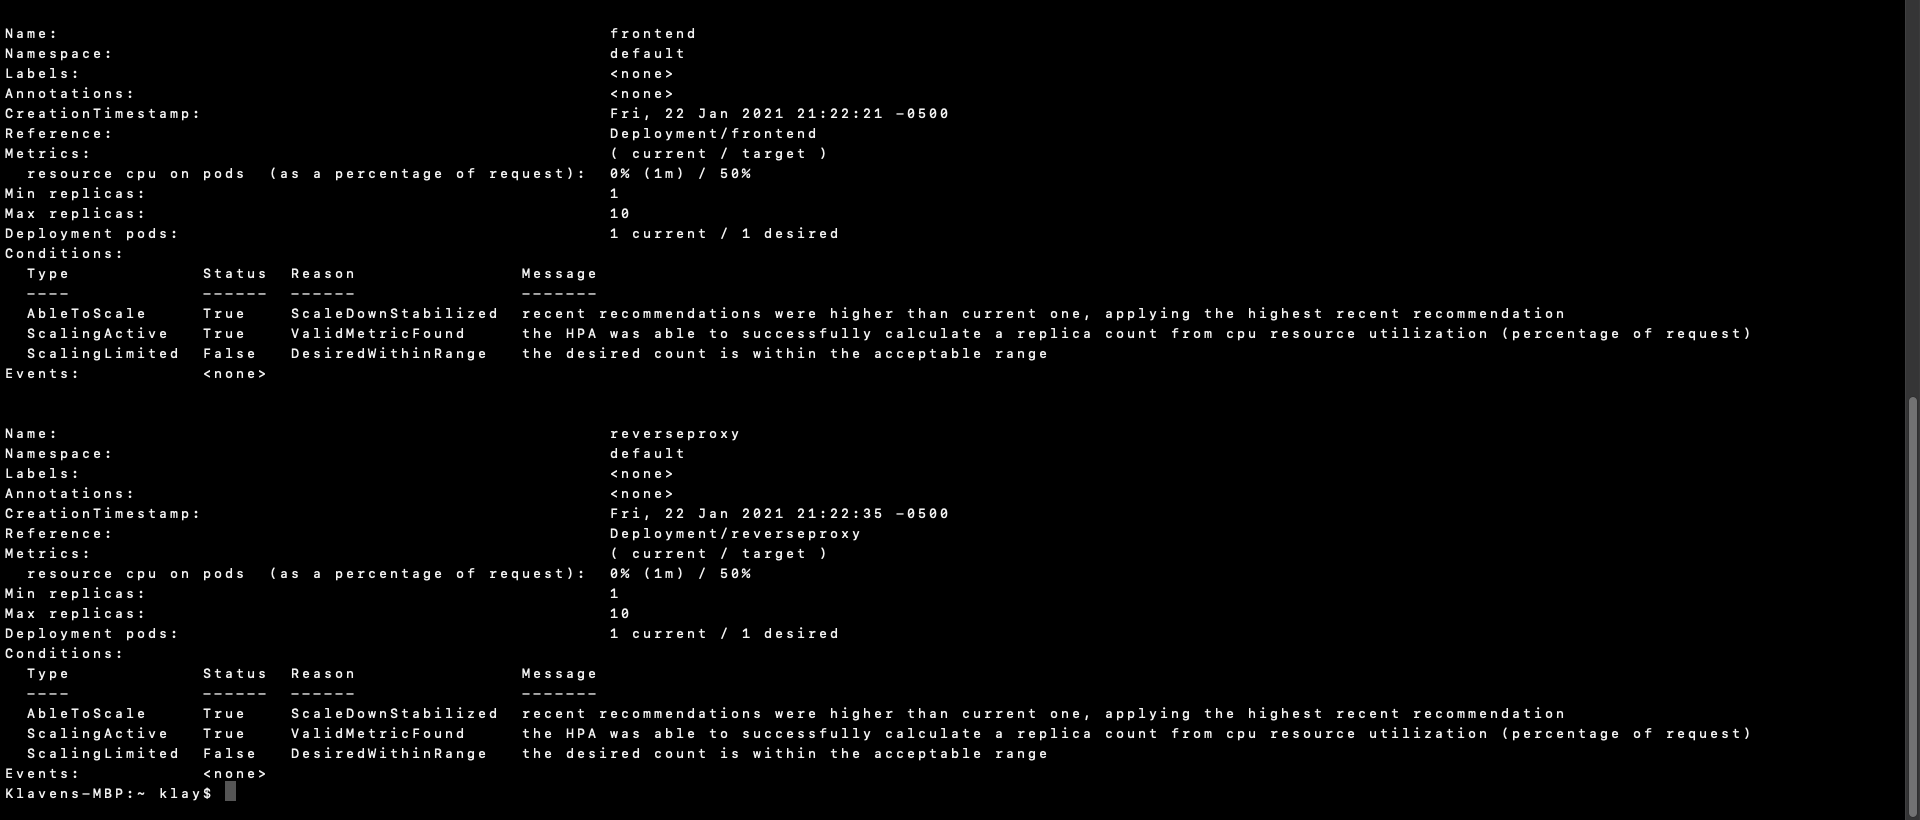 Name:                                                  frontend
Namespace:                                             default
Labels:                                                <none>
Annotations:                                           <none>
CreationTimestamp:                                     Fri, 22 Jan 2021 21:22:21 -0500
Reference:                                             Deployment/frontend
Metrics:                                               ( current / target )
  resource cpu on pods  (as a percentage of request):  0% (1m) / 50%
Min replicas:                                          1
Max replicas:                                          10
Deployment pods:                                       1 current / 1 desired
Conditions:
  Type            Status  Reason               Message
  ----            ------  ------               -------
  AbleToScale     True    ScaleDownStabilized  recent recommendations were higher than current one, applying the highest recent recommendation
  ScalingActive   True    ValidMetricFound     the HPA was able to successfully calculate a replica count from cpu resource utilization (percentage of request)
  ScalingLimited  False   DesiredWithinRange   the desired count is within the acceptable range
Events:           <none>
Name:                                                  reverseproxy
Namespace:                                             default
Labels:                                                <none>
Annotations:                                           <none>
CreationTimestamp:                                     Fri, 22 Jan 2021 21:22:35 -0500
Reference:                                             Deployment/reverseproxy
Metrics:                                               ( current / target )
  resource cpu on pods  (as a percentage of request):  0% (1m) / 50%
Min replicas:                                          1
Max replicas:                                          10
Deployment pods:                                       1 current / 1 desired
Conditions:
  Type            Status  Reason               Message
  ----            ------  ------               -------
  AbleToScale     True    ScaleDownStabilized  recent recommendations were higher than current one, applying the highest recent recommendation
  ScalingActive   True    ValidMetricFound     the HPA was able to successfully calculate a replica count from cpu resource utilization (percentage of request)
  ScalingLimited  False   DesiredWithinRange   the desired count is within the acceptable range
Events:           <none>
Klavens-MBP:~ klay$